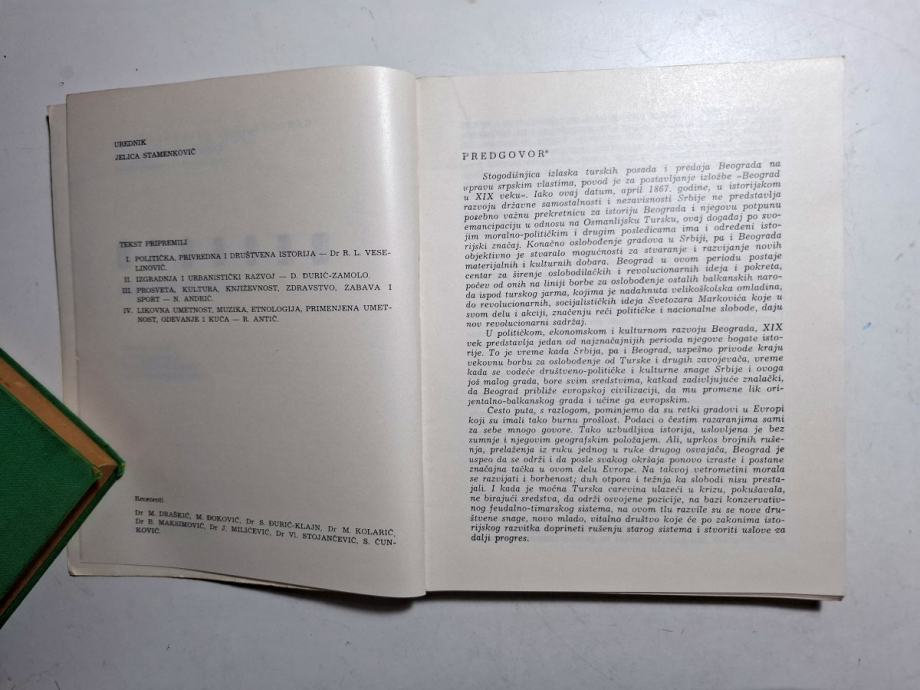 UREDNIK
JELICA STAMENKOVIĆ
TEKST PRIPREMILI
I. POLITIČKA, PRIVREDNA I DRUŠTVENA ISTORIJA — Dr R. L. VESE-
LINOVIĆ.
II. IZGRADNJA I URBANISTIČKI RAZVOJ — D. ĐURIĆ-ZAMOLO.
III. PROSVETA, KULTURA, KNJIŽEVNOST, ZDRAVSTVO, ZABAVA I
SPORT — N. ANDRIĆ.
IV. LIKOVNA UMETNOST, MUZIKA, ETNOLOGIJA, PRIMENJENA UMET-
NOST, ODEVANJE I KUĆA — R. ANTIĆ.
Recenzenti
Dr M. DRAŠKIĆ, M. ĐOKOVIĆ, Dr S. ĐURIĆ-KLAJN, Dr M. KOLARIĆ,
Dr B. MAKSIMOVIĆ, Dr J. MILIĆEVIĆ, Dr Vl. STOJANČEVIĆ, S. ĆUN-
KOVIĆ.
PREDGOVOR*
Stogodišnjica izlaska turskih posada i predaja Beograda na
upravu srpskim vlastima, povod je za postavljanje izložbe »Beograd
u XIX veku«. Iako ovaj datum, april 1867. godine, u istorijskom
razvoju državne samostalnosti i nezavisnosti Srbije ne predstavlja
posebno važnu prekretnicu za istoriju Beograda i njegovu potpunu
emancipaciju u odnosu na Osmanlijsku Tursku, ovaj događaj po svo-
jim moralno-političkim i drugim posledicama ima i određeni isto-
rijski značaj. Konačno oslobođenje gradova u Srbiji, pa i Beograda
objektivno je stvaralo mogućnosti za stvaranje i razvijanje novih
materijalnih i kulturnih dobara. Beograd u ovom periodu postaje
centar za širenje oslobodilačkih i revolucionarnih ideja i pokreta,
počev od onih na liniji borbe za oslobođenje ostalih balkanskih naro-
da ispod turskog jarma, kojima je nadahnuta velikoškolska omladina,
do revolucionarnih, socijalističkih ideja Svetozara Markovića koje u
svom delu i akciji, značenju reči političke i nacionalne slobode, daju
nov revolucionarni sadržaj.
U političkom, ekonomskom i kulturnom razvoju Beograda, XIX
vek predstavlja jedan od najznačajnijih perioda njegove bogate isto-
rije. To je vreme kada Srbija, pa i Beograd, uspešno privode kraju
vekovnu borbu za oslobođenje od Turske i drugih zavojevača, vreme
kada se vodeće društveno-političke i kulturne snage Srbije i ovoga
još malog grada, bore svim sredstvima, katkad zadivljujuće znalački,
da Beograd približe evropskoj civilizaciji, da mu promene lik ori-
jentalno-balkanskog grada i učine ga evropskim.
Često puta, s razlogom, pominjemo da su retki gradovi u Evropi
koji su imali tako burnu prošlost. Podaci o čestim razaranjima sami
za sebe mnogo govore. Tako uzbudljiva istorija, uslovljena je bez
sumnje i njegovim geografskim položajem. Ali, uprkos brojnih ruše-
nja, prelaženja iz ruku jednog u ruke drugog osvajača, Beograd je
uspeo da se održi i da posle svakog okršaja ponovo izraste i postane
značajna tačka u ovom delu Evrope. Na takvoj vetrometini morala
se razvijati i borbenost; duh otpora i težnja ka slobodi nisu presta-
jali. I kada je moćna Turska carevina ulazeći u krizu, pokušavala,
ne birajući sredstva, da održi osvojene pozicije, na bazi konzervativ-
nog feudalno-timarskog sistema, na ovom tlu razvile su se nove dru-
štvene snage, novo mlado, vitalno društvo koje će po zakonima isto-
rijskog razvitka doprineti rušenju starog sistema i stvoriti uslove za
dalji progres.